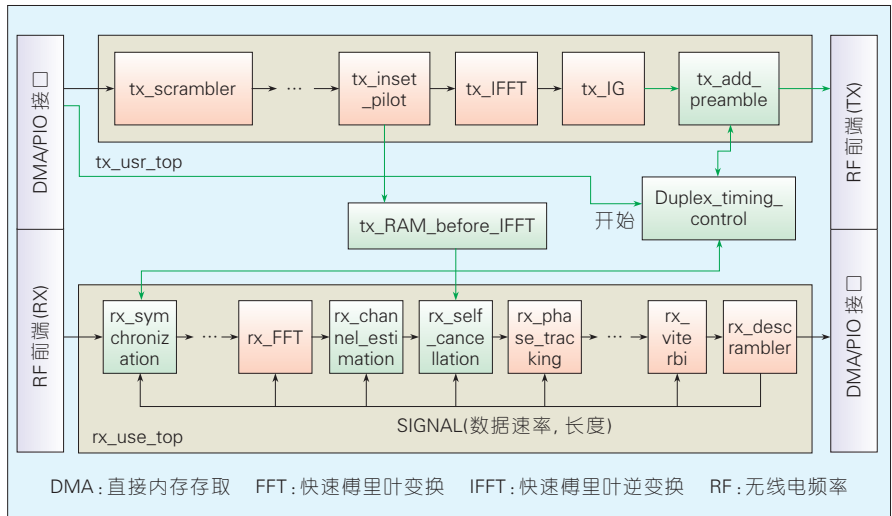 DMA/PIO 接口
tx_scrambler
...
tx_inset
_pilot
tx_IFFT
tx_IG
tx_add_
preamble
RF 前端(TX)
tx_usr_top
Duplex_timing_
control
开始
tx_RAM_before_IFFT
RF 前端(RX)
rx_sym
chroniz
ation
...
rx_FFT
rx_chan
nel_esti
mation
rx_self
_cance
llation
rx_pha
se_trac
king
...
rx_
vite
rbi
rx_desc
rambler
DMA/PIO 接口
SIGNAL(数据速率, 长度)
rx_use_top
DMA:直接内存存取 FFT:快速傅里叶变换 IFFT:快速傅里叶逆变换 RF:无线电频率